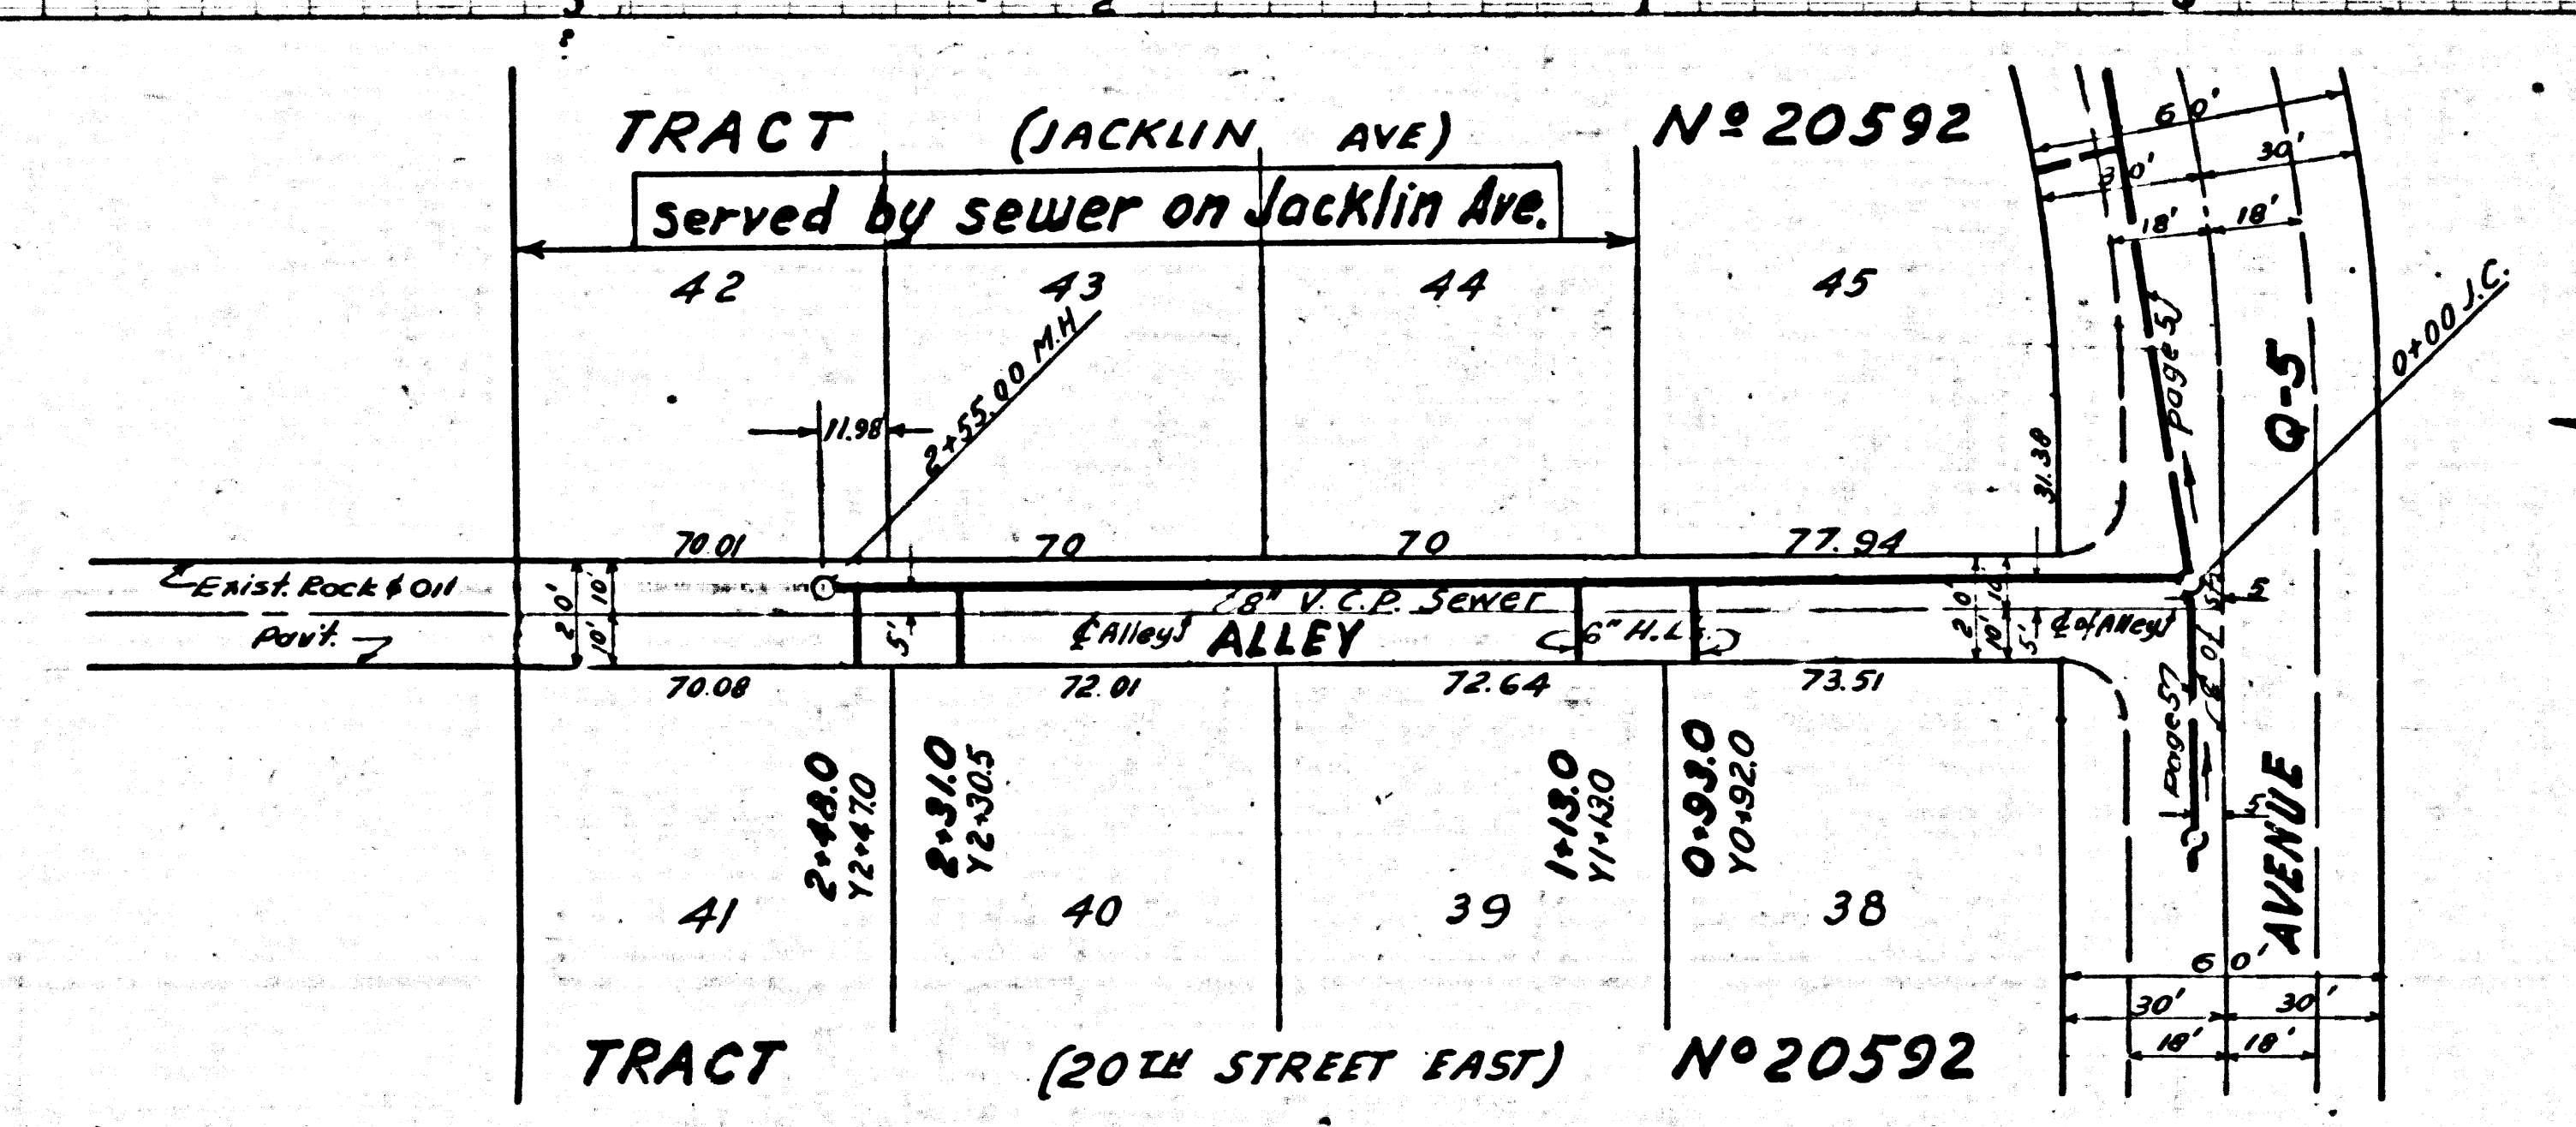 TRACT (JACKLIN AVE) Nº 20592
served by sewer on Jacklin Ave.
42 43 44 45
2+55.00 M.H
11.98
70.01 70 70 77.94
31.38
60'
30' 30'
18' 18'
Page 5
Q-5
0+00 J.C.
Exist. Rock & Oil
Pav't.
20' 10' 10'
5'
8" V.C.P. Sewer
℄ Alley
ALLEY
6" H.L.
20' 10' 10'
5'
℄ of Alley
5
70.08 72.01 72.64 73.51
2+48.0
Y2+47.0
2+31.0
Y2+30.5
1+13.0
Y1+13.0
0+93.0
Y0+92.0
Page 5
5
AVENUE
41 40 39 38
60'
30' 30'
18' 18'
TRACT (20TH STREET EAST) Nº 20592